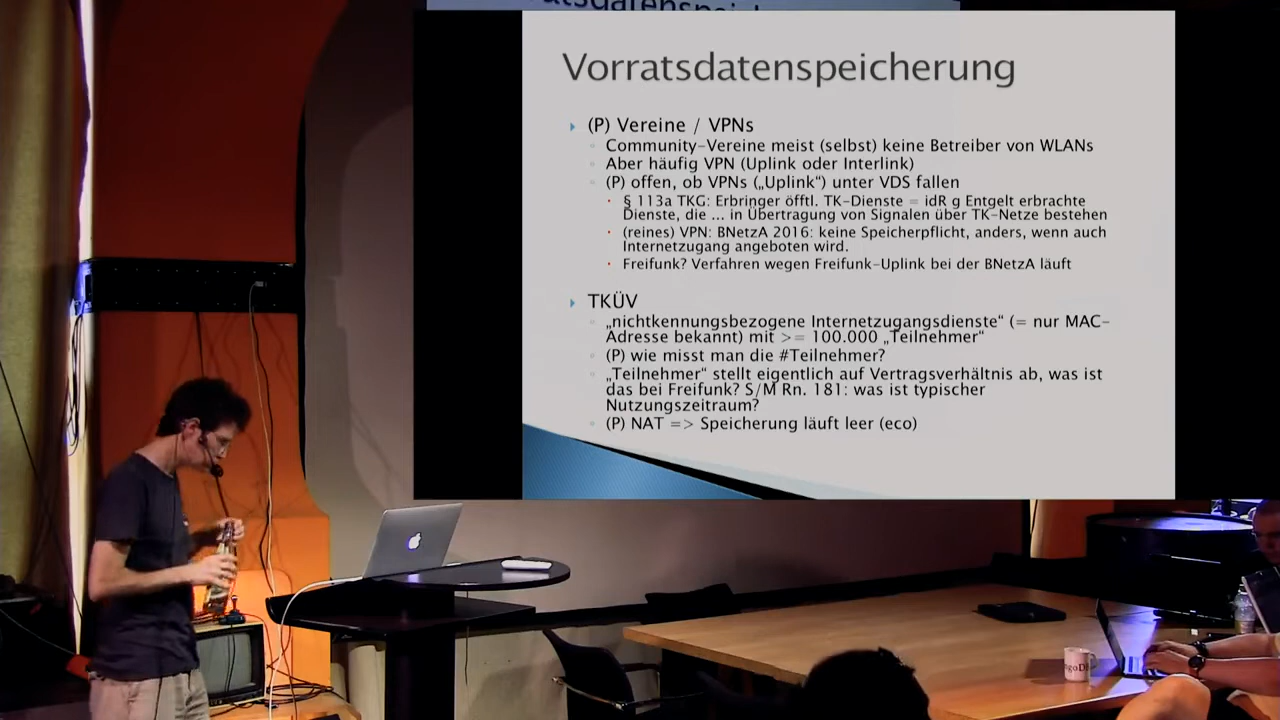 Vorratsdatenspeicherung
(P) Vereine / VPNs
Community-Vereine meist (selbst) keine Betreiber von WLANs
Aber häufig VPN (Uplink oder Interlink)
(P) offen, ob VPNs („Uplink“) unter VDS fallen
§ 113a TKG: Erbringer öfftl. TK-Dienste = idR g Entgelt erbrachte
Dienste, die ... in Übertragung von Signalen über TK-Netze bestehen
(reines) VPN: BNetzA 2016: keine Speicherpflicht, anders, wenn auch
Internetzugang angeboten wird.
Freifunk? Verfahren wegen Freifunk-Uplink bei der BNetzA läuft
TKÜV
„nichtkennungsbezogene Internetzugangsdienste“ (= nur MAC-
Adresse bekannt) mit >= 100.000 „Teilnehmer“
(P) wie misst man die #Teilnehmer?
„Teilnehmer“ stellt eigentlich auf Vertragsverhältnis ab, was ist
das bei Freifunk? S/M Rn. 181: was ist typischer
Nutzungszeitraum?
(P) NAT => Speicherung läuft leer (eco)